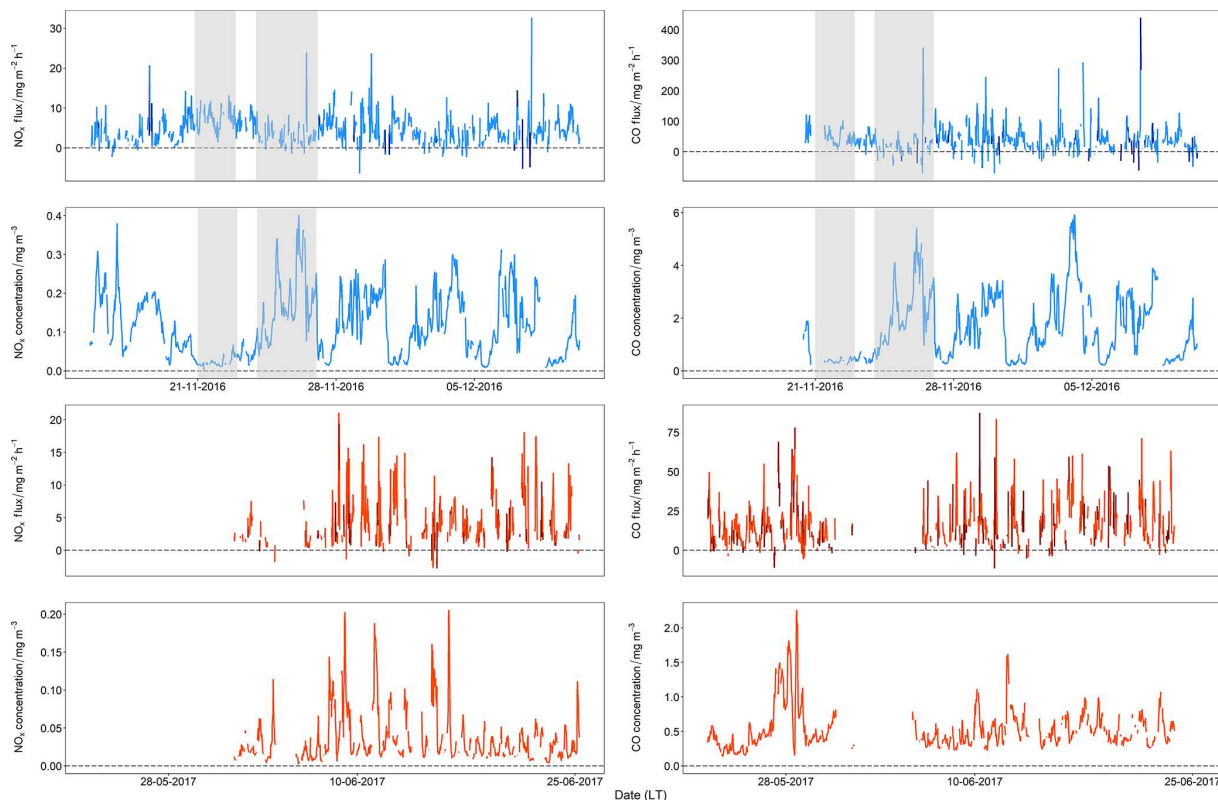 NOx flux/mg m−2 h−1
30
20
10
0
CO flux/mg m−2 h−1
400
300
200
100
0
NOx concentration/mg m−3
0.4
0.3
0.2
0.1
0.0
21-11-2016 28-11-2016 05-12-2016
CO concentration/mg m−3
6
4
2
0
21-11-2016 28-11-2016 05-12-2016
NOx flux/mg m−2 h−1
20
15
10
5
0
CO flux/mg m−2 h−1
75
50
25
0
NOx concentration/mg m−3
0.20
0.15
0.10
0.05
0.00
28-05-2017 10-06-2017 25-06-2017
CO concentration/mg m−3
2.0
1.5
1.0
0.5
0.0
28-05-2017 10-06-2017 25-06-2017
Date (LT)